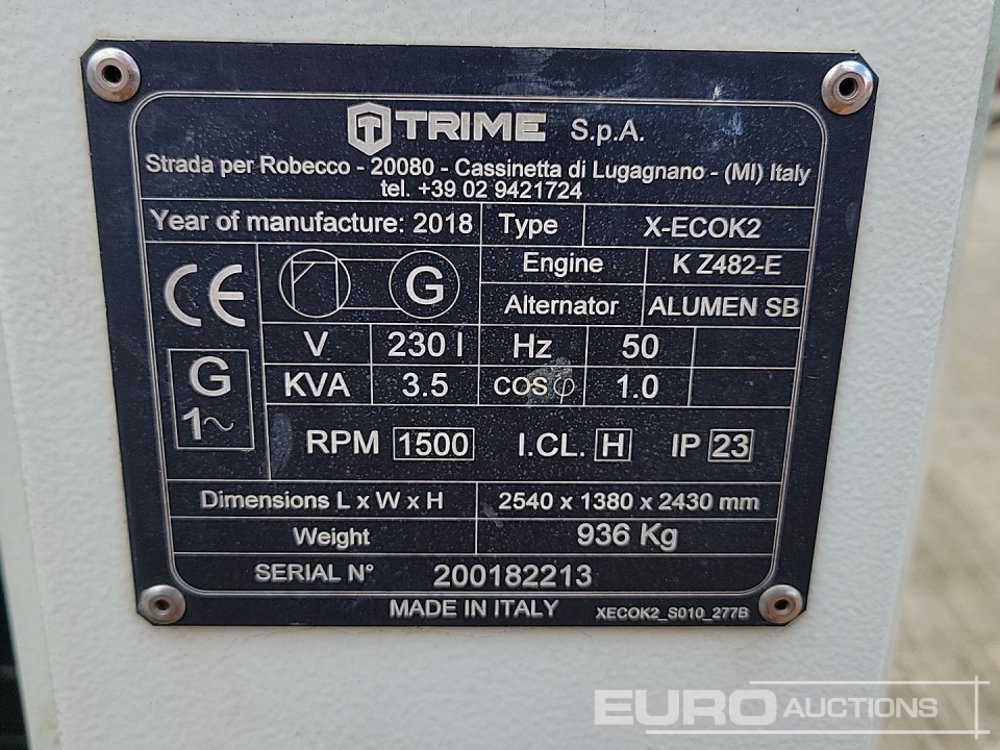 TRIME S.p.A.
Strada per Robecco - 20080 - Cassinetta di Lugagnano - (MI) Italy
tel. +39 02 9421724
Year of manufacture: 2018 Type X-ECOK2
CE G Engine K Z482-E
Alternator ALUMEN SB
V 230 I Hz 50
G 1~ KVA 3.5 COS φ 1.0
RPM 1500 I.CL. H IP 23
Dimensions L x W x H 2540 x 1380 x 2430 mm
Weight 936 Kg
SERIAL N° 200182213
MADE IN ITALY XECOK2_S010_277B
EURO AUCTIONS